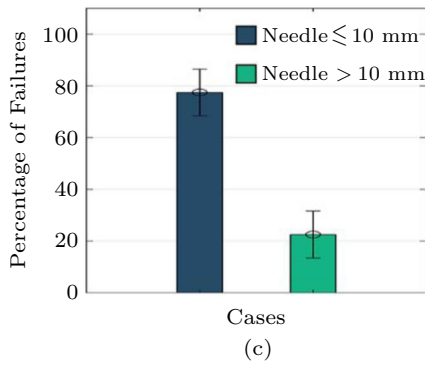 Percentage of Failures
100
80
60
40
20
0
Needle ≤ 10 mm
Needle > 10 mm
Cases
(c)